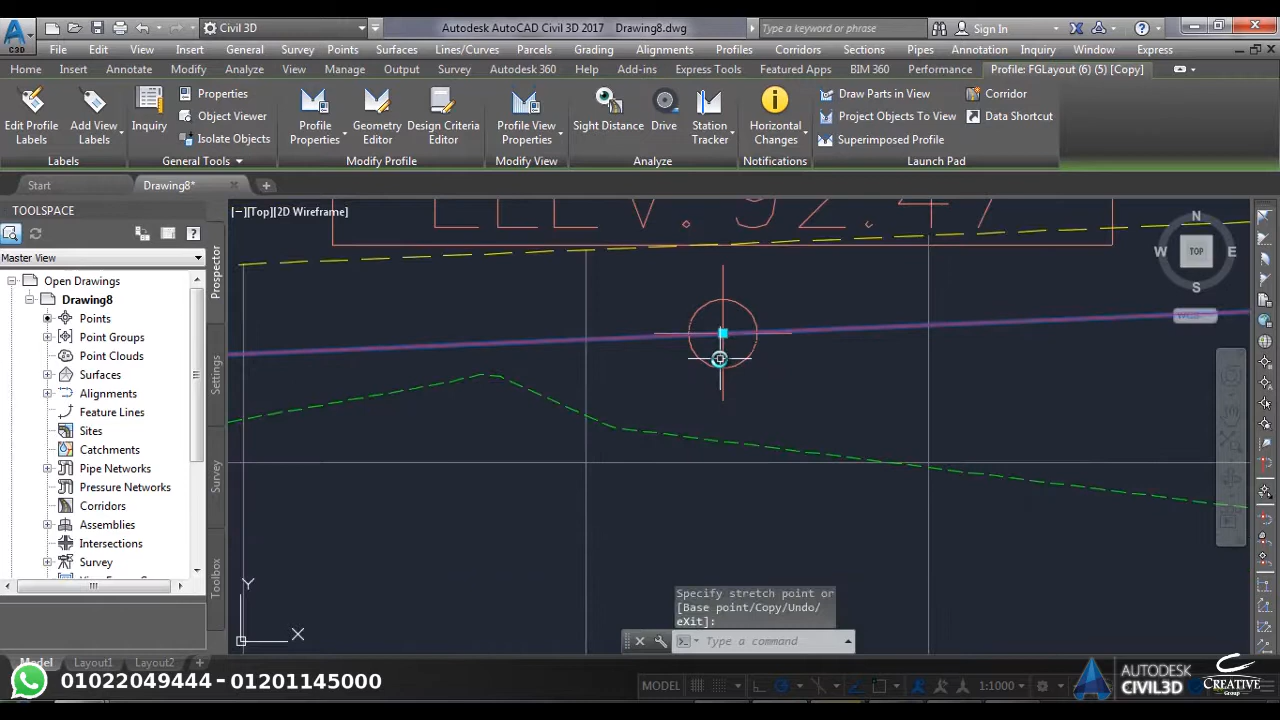 Civil 3D
Autodesk AutoCAD Civil 3D 2017 Drawing8.dwg
Type a keyword or phrase
Sign In
C3D
File Edit View Insert General Survey Points Surfaces Lines/Curves Parcels Grading Alignments Profiles Corridors Sections Pipes Annotation Inquiry Window Express
Home Insert Annotate Modify Analyze View Manage Output Survey Autodesk 360 Help Add-ins Express Tools Featured Apps BIM 360 Performance Profile: FGLayout (6) (5) [Copy]
Edit Profile Labels
Add View Labels
Labels
Inquiry
Properties
Object Viewer
Isolate Objects
General Tools
Profile Properties
Geometry Editor
Design Criteria Editor
Modify Profile
Profile View Properties
Modify View
Sight Distance
Drive
Station Tracker
Analyze
Horizontal Changes
Notifications
Draw Parts in View
Project Objects To View
Superimposed Profile
Corridor
Data Shortcut
Launch Pad
Start
Drawing8*
TOOLSPACE
Master View
Open Drawings
Drawing8
Points
Point Groups
Point Clouds
Surfaces
Alignments
Feature Lines
Sites
Catchments
Pipe Networks
Pressure Networks
Corridors
Assemblies
Intersections
Survey
Prospector
Settings
Survey
Toolbox
[−][Top][2D Wireframe]
ELEV. 92.47
N
W TOP E
S
Y
X
Specify stretch point or
[Base point/Copy/Undo/
eXit]:
Type a command
Model Layout1 Layout2
MODEL
1:1000
01022049444 - 01201145000
AUTODESK
CIVIL3D
CREATIVE
Group